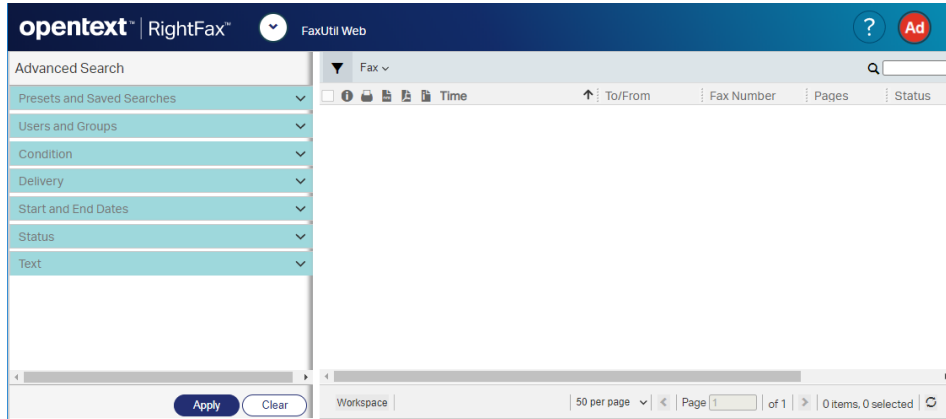 opentext™ | RightFax™ FaxUtil Web ? Ad
Advanced Search
Presets and Saved Searches
Users and Groups
Condition
Delivery
Start and End Dates
Status
Text
Apply Clear
Fax
Time To/From Fax Number Pages Status
Workspace 50 per page Page 1 of 1 0 items, 0 selected